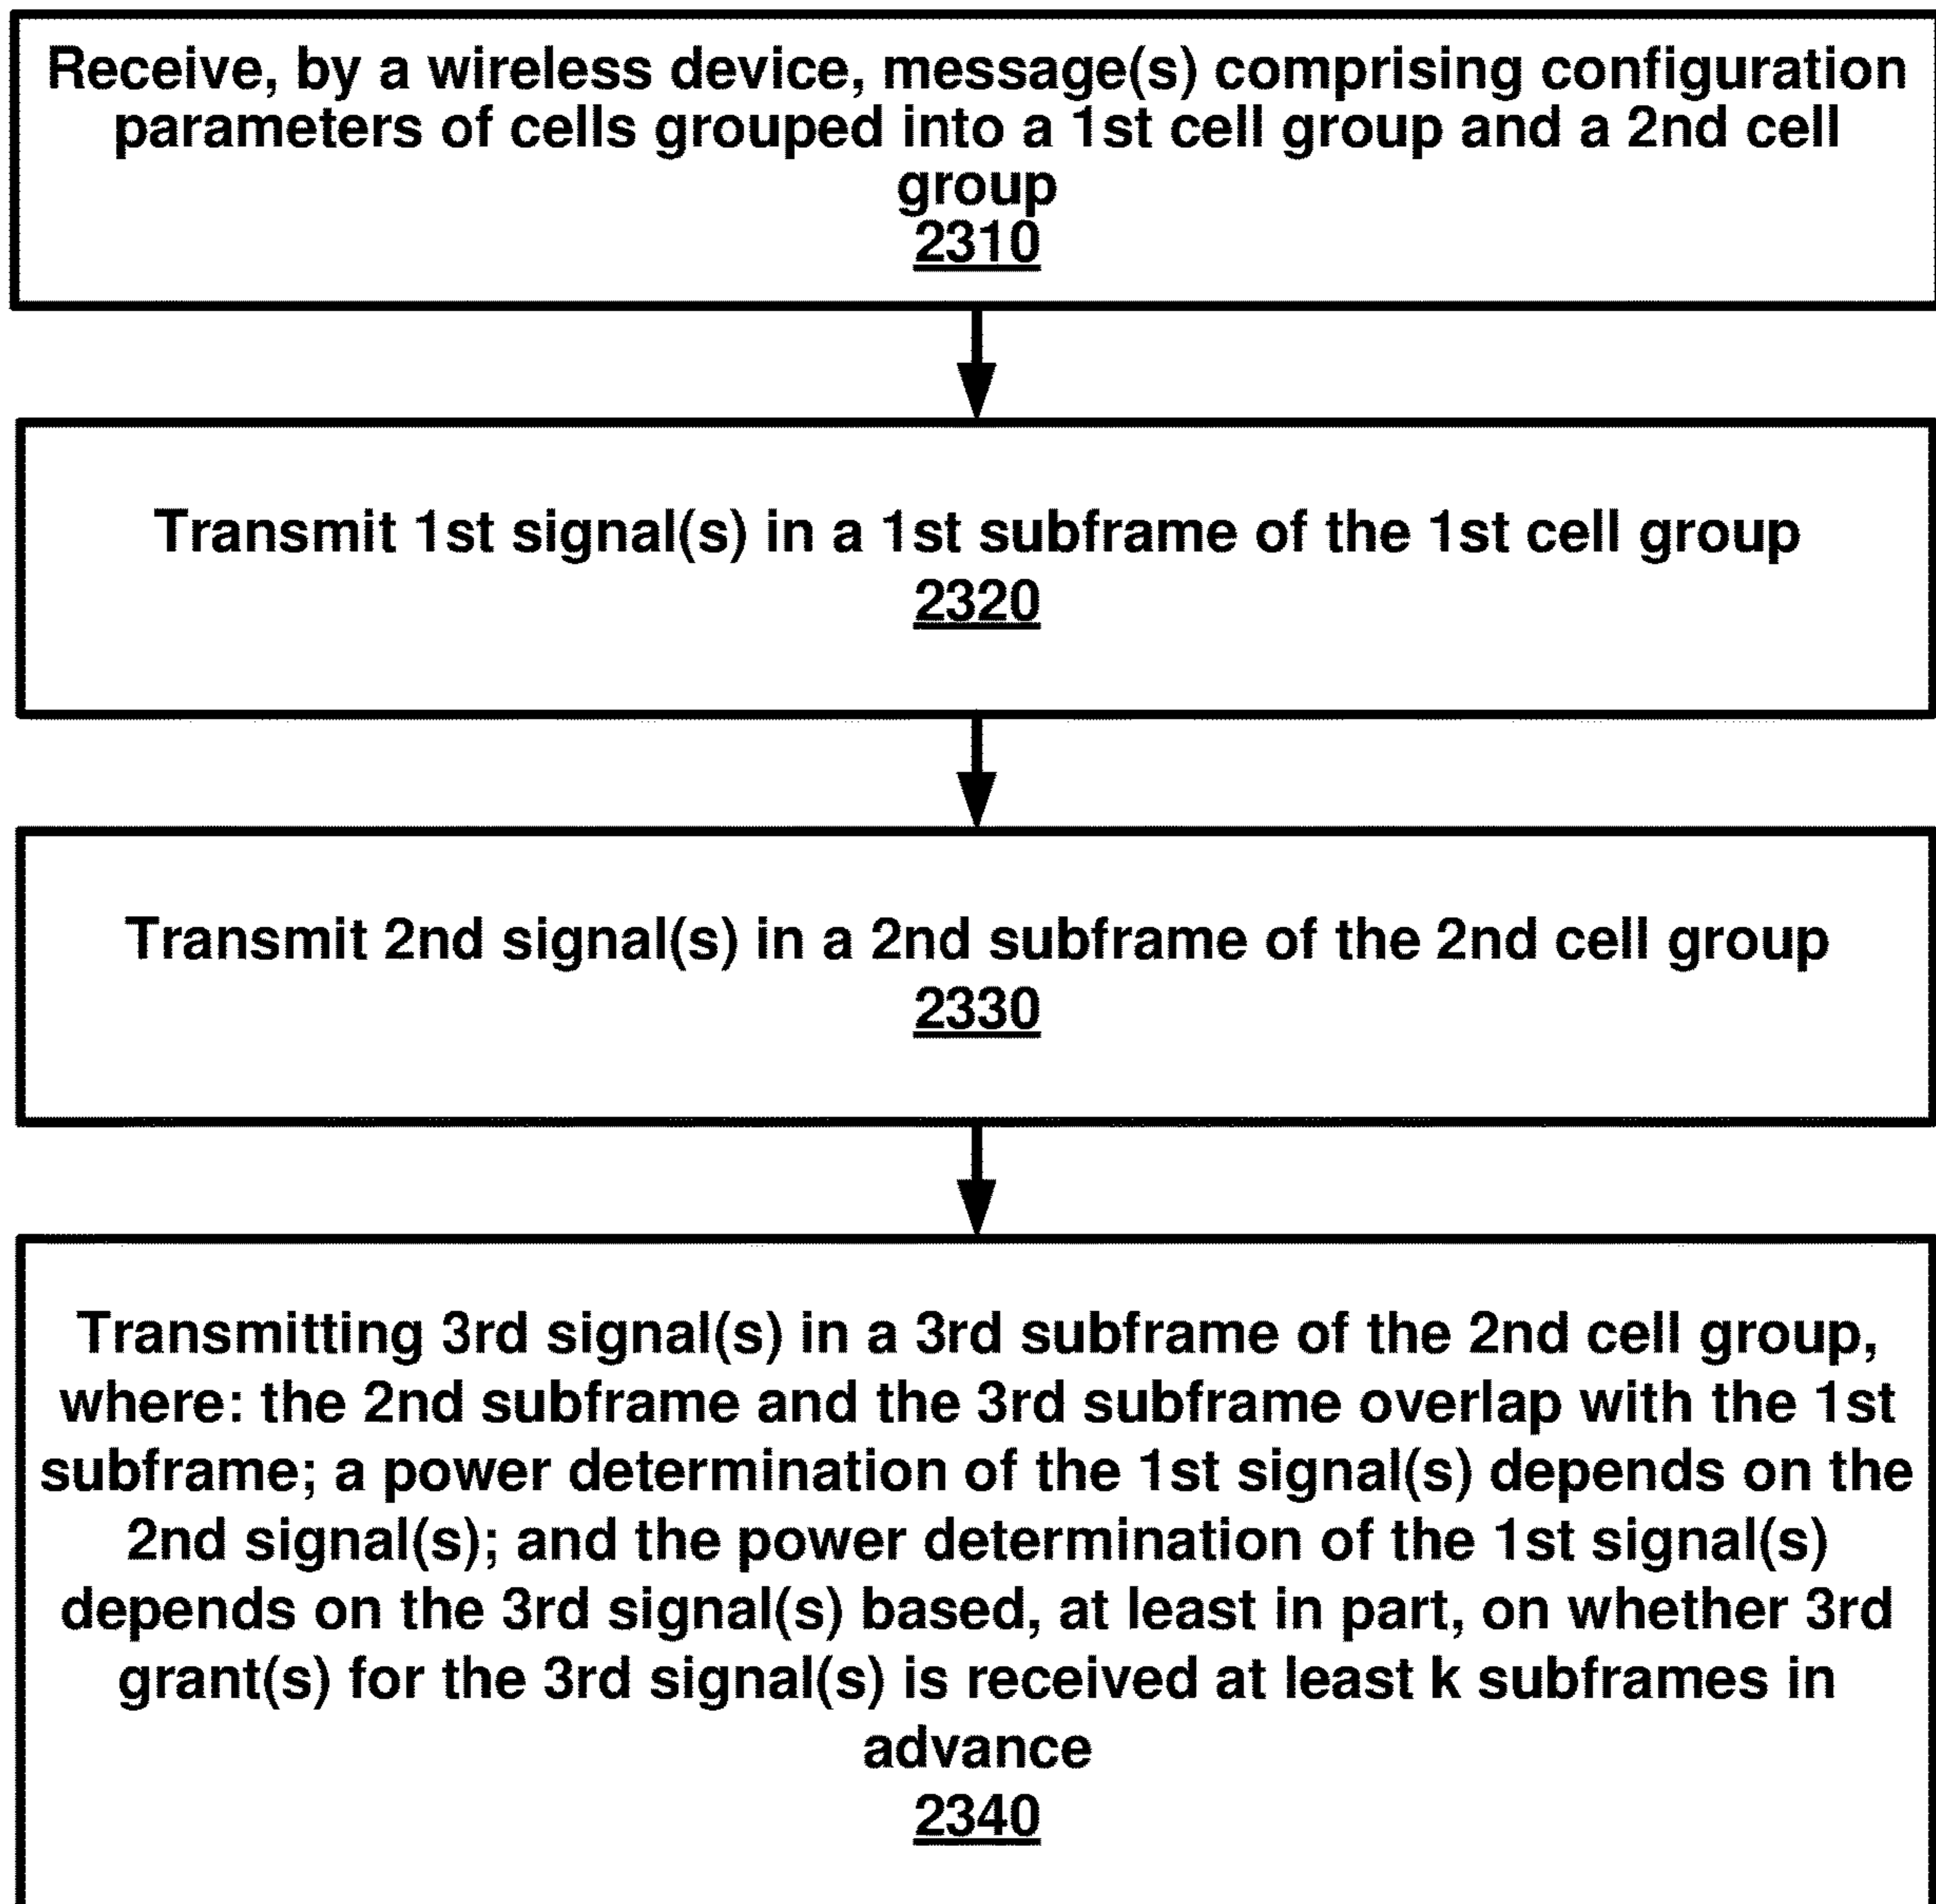 Receive, by a wireless device, message(s) comprising configuration
parameters of cells grouped into a 1st cell group and a 2nd cell
group
2310
Transmit 1st signal(s) in a 1st subframe of the 1st cell group
2320
Transmit 2nd signal(s) in a 2nd subframe of the 2nd cell group
2330
Transmitting 3rd signal(s) in a 3rd subframe of the 2nd cell group,
where: the 2nd subframe and the 3rd subframe overlap with the 1st
subframe; a power determination of the 1st signal(s) depends on the
2nd signal(s); and the power determination of the 1st signal(s)
depends on the 3rd signal(s) based, at least in part, on whether 3rd
grant(s) for the 3rd signal(s) is received at least k subframes in
advance
2340